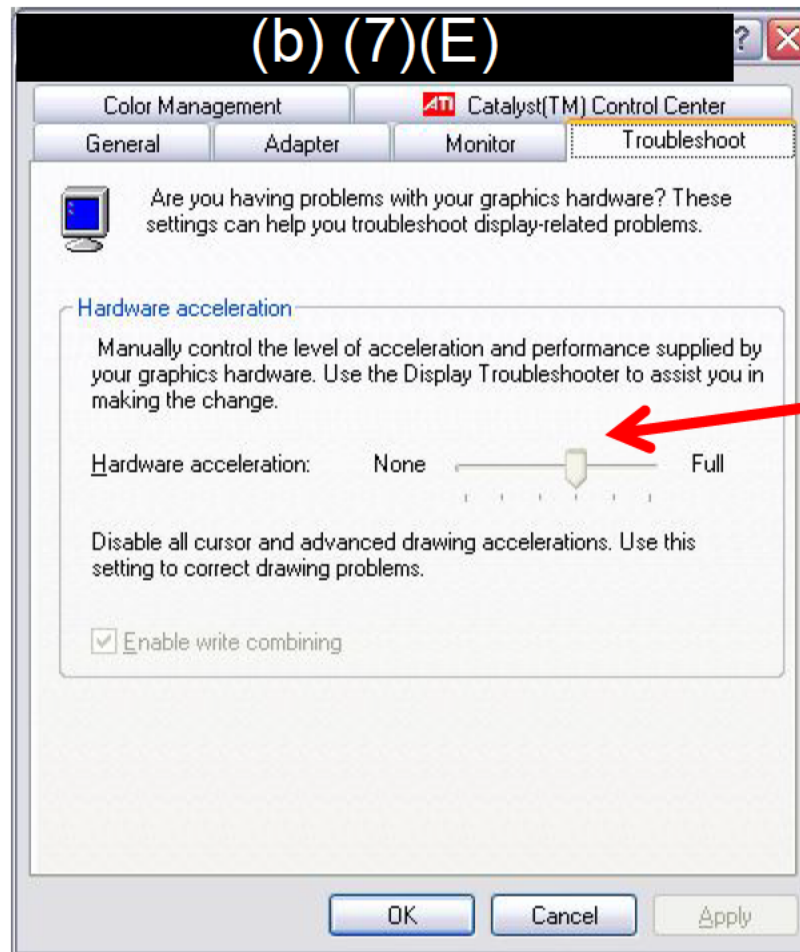 (b) (7)(E)
?
Color Management
ATI Catalyst(TM) Control Center
General Adapter Monitor Troubleshoot
Are you having problems with your graphics hardware? These
settings can help you troubleshoot display-related problems.
Hardware acceleration
Manually control the level of acceleration and performance supplied by
your graphics hardware. Use the Display Troubleshooter to assist you in
making the change.
Hardware acceleration: None Full
Disable all cursor and advanced drawing accelerations. Use this
setting to correct drawing problems.
Enable write combining
OK Cancel Apply